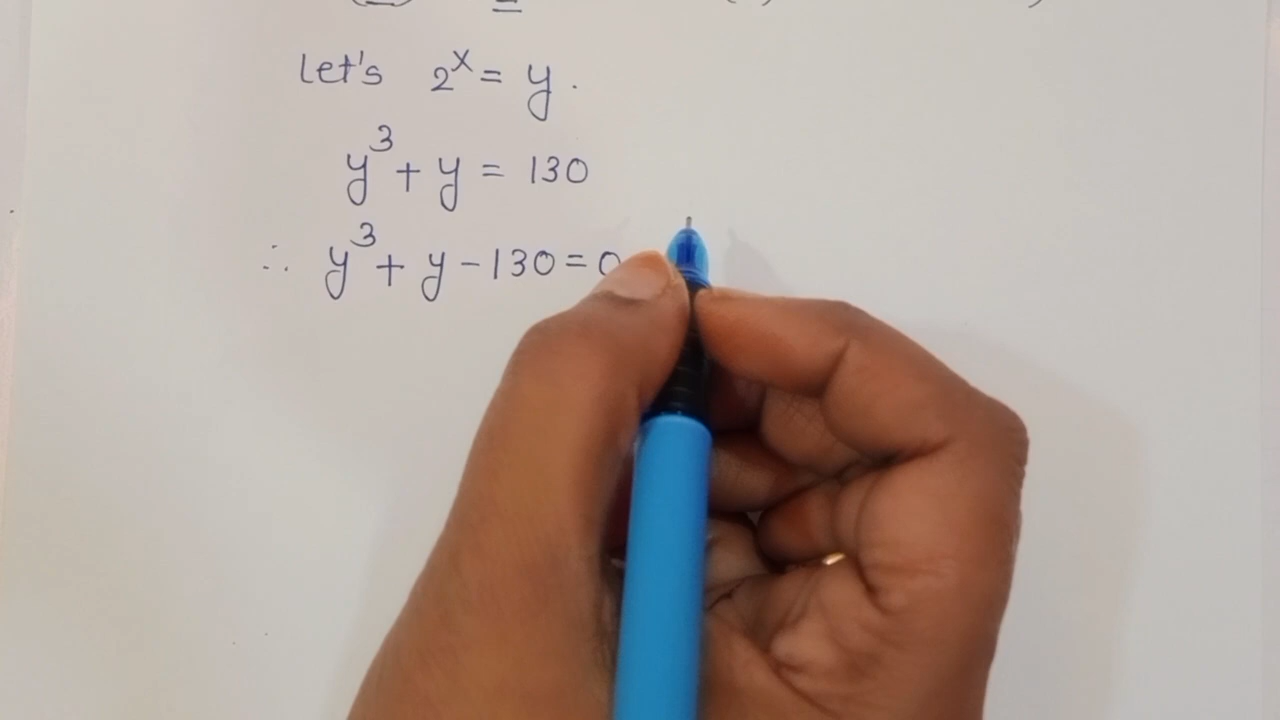 Let's 2^x = y.
y^3 + y = 130
∴ y^3 + y - 130 = 0